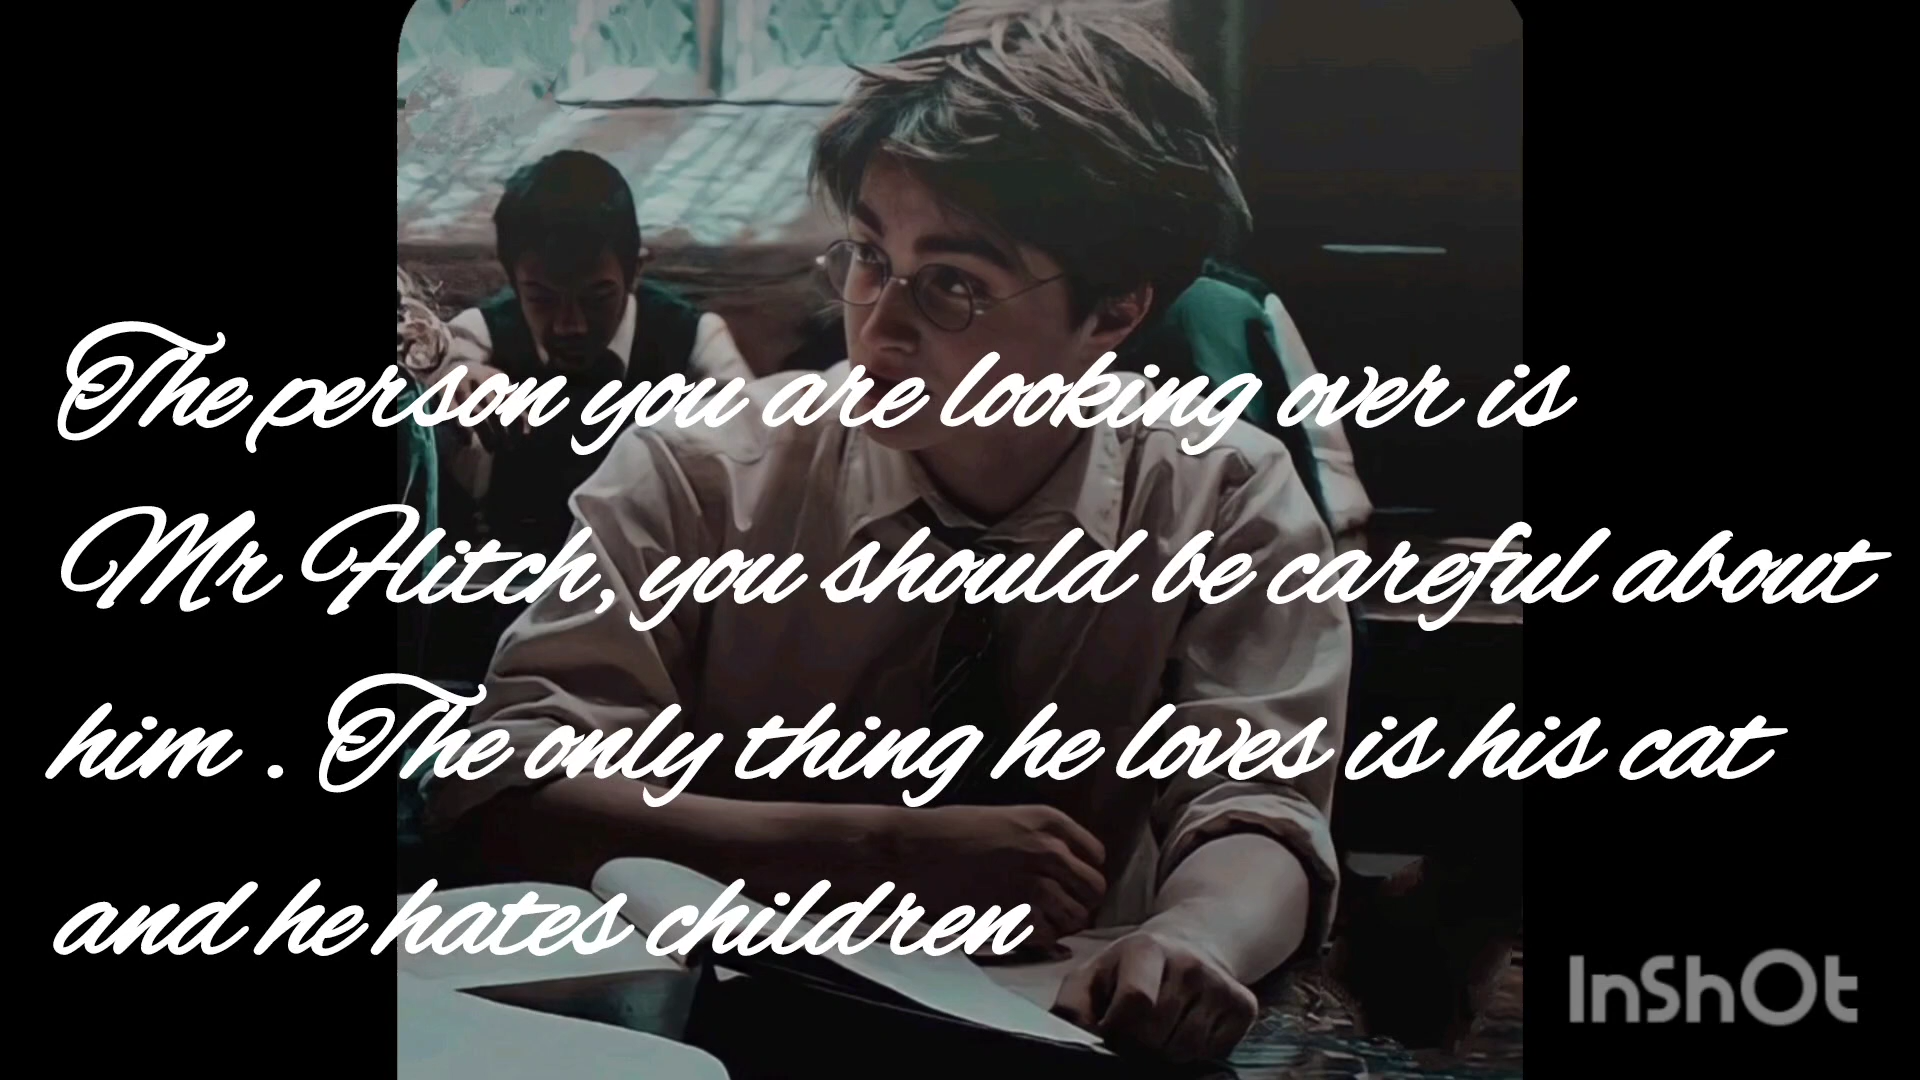 The person you are looking over is
Mr Flitch, you should be careful about
him . The only thing he loves is his cat
and he hates children
InShOt